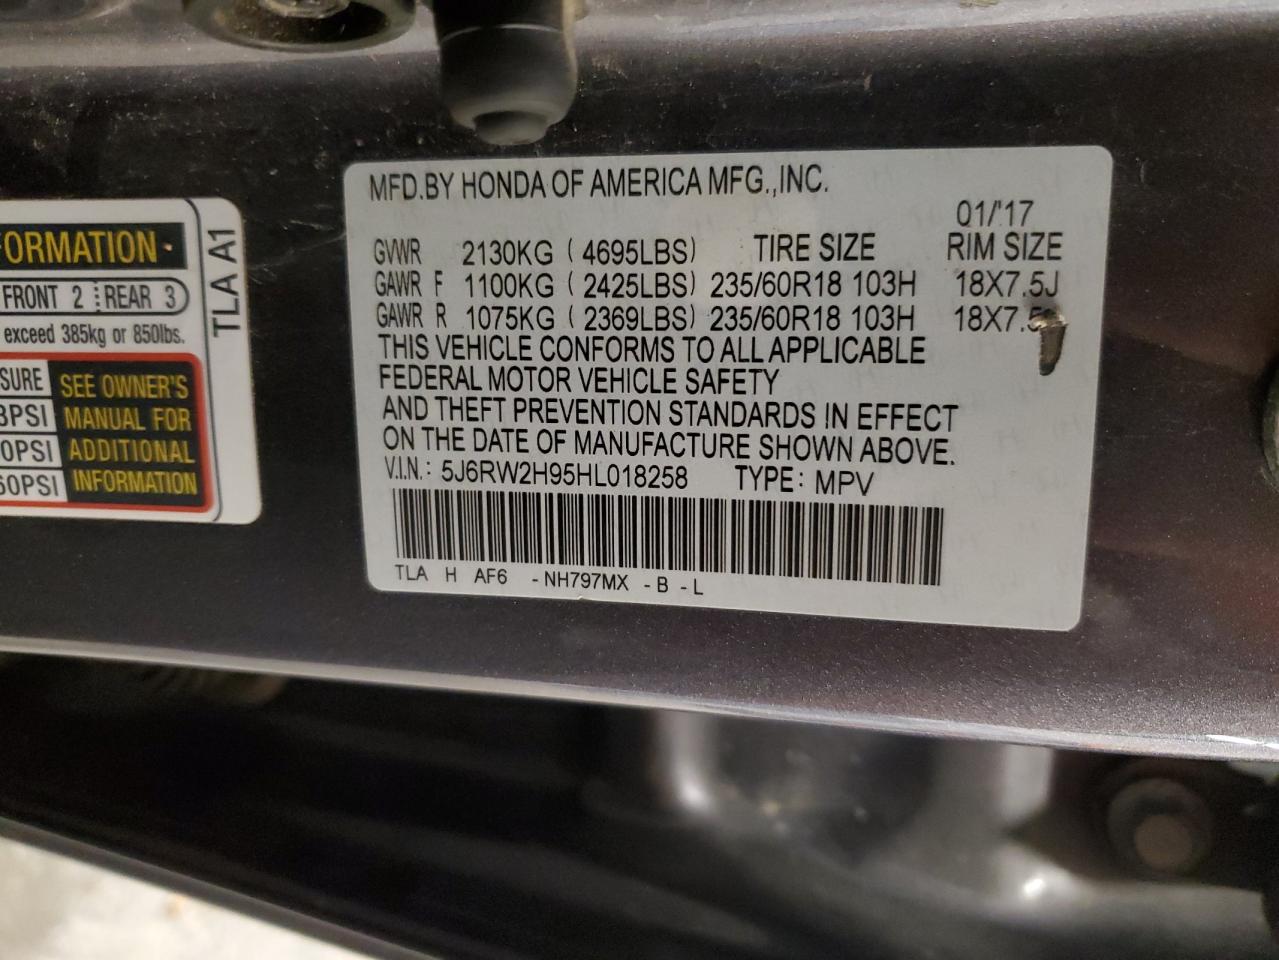 FORMATION
FRONT 2 REAR 3
exceed 385kg or 850lbs.
SEE OWNER'S
MANUAL FOR
ADDITIONAL
INFORMATION
TLA A1
MFD.BY HONDA OF AMERICA MFG.,INC.
01/'17
GVWR 2130KG (4695LBS) TIRE SIZE RIM SIZE
GAWR F 1100KG (2425LBS) 235/60R18 103H 18X7.5J
GAWR R 1075KG (2369LBS) 235/60R18 103H 18X7.5
THIS VEHICLE CONFORMS TO ALL APPLICABLE
FEDERAL MOTOR VEHICLE SAFETY
AND THEFT PREVENTION STANDARDS IN EFFECT
ON THE DATE OF MANUFACTURE SHOWN ABOVE.
V.I.N.: 5J6RW2H95HL018258 TYPE: MPV
TLA H AF6 -NH797MX -B -L